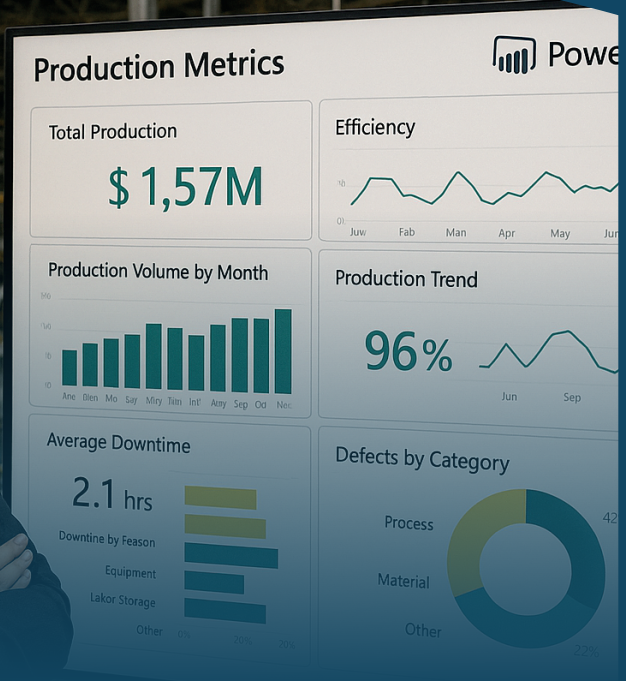 Production Metrics
Powe
Total Production
$ 1,57M
Efficiency
Juw Fab Man Apr May Jur
Production Volume by Month
Production Trend
96%
Jun Sep
Average Downtime
2.1 hrs
Downtine by Feason
Equipment
Lakor Storage
Other
Defects by Category
Process
Material
Other
42
22%